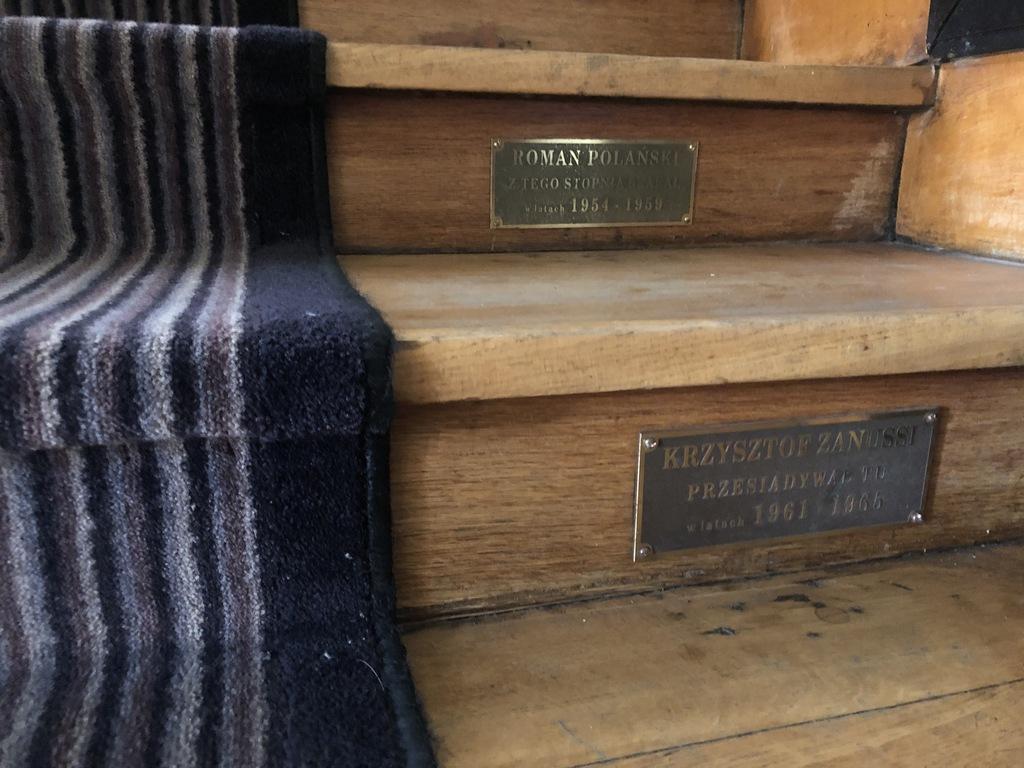 ROMAN POLAŃSKI
Z TEGO STOPNIA
w latach 1954 - 1959
KRZYSZTOF ZANUSSI
PRZESIADYWAŁ TU
w latach 1961 - 1965